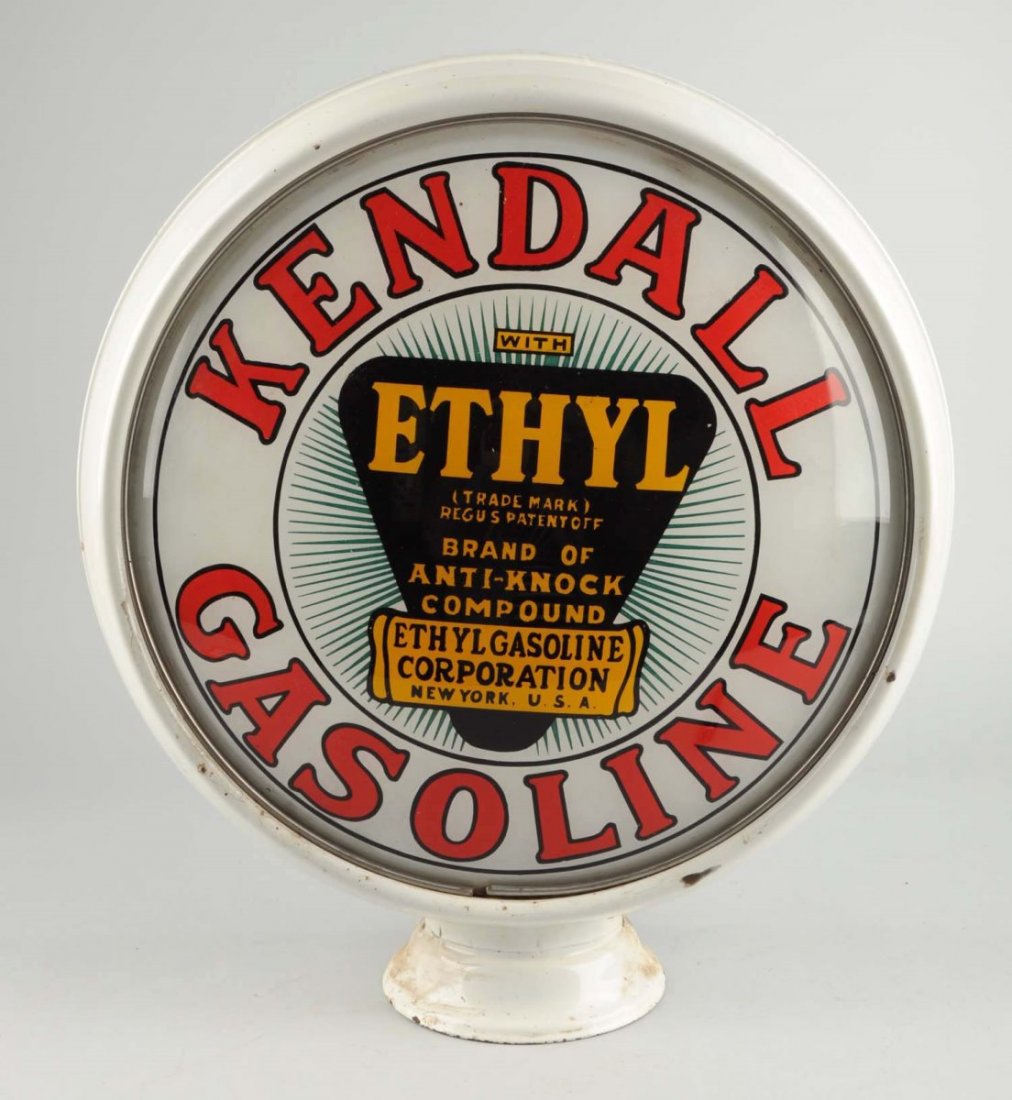 KENDALL
WITH
ETHYL
(TRADE MARK)
REG U S PATENT OFF
BRAND OF
ANTI-KNOCK
COMPOUND
ETHYL GASOLINE
CORPORATION
NEW YORK, U.S.A.
GASOLINE